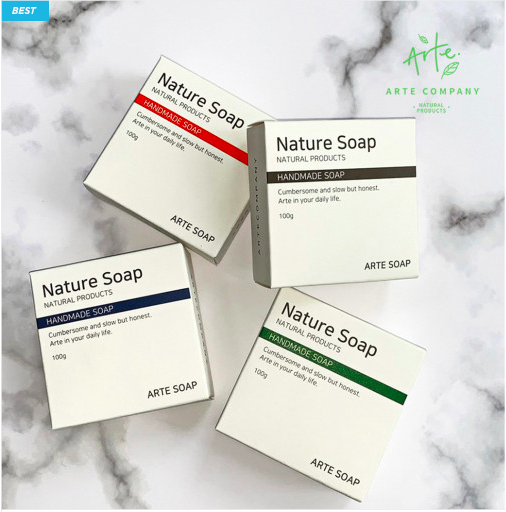 BEST
Arte.
ARTE COMPANY
NATURAL
PRODUCTS
Nature Soap
NATURAL PRODUCTS
HANDMADE SOAP
Cumbersome and slow but honest.
Arte in your daily life.
100g
ARTE SOAP
ARTECOMPANY
Nature Soap
NATURAL PRODUCTS
HANDMADE SOAP
Cumbersome and slow but honest.
Arte in your daily life.
100g
ARTE SOAP
Nature Soap
NATURAL PRODUCTS
HANDMADE SOAP
Cumbersome and slow but honest.
Arte in your daily life.
100g
ARTE SOAP
Nature Soap
NATURAL PRODUCTS
HANDMADE SOAP
Cumbersome and slow but honest.
Arte in your daily life.
100g
ARTE SOAP